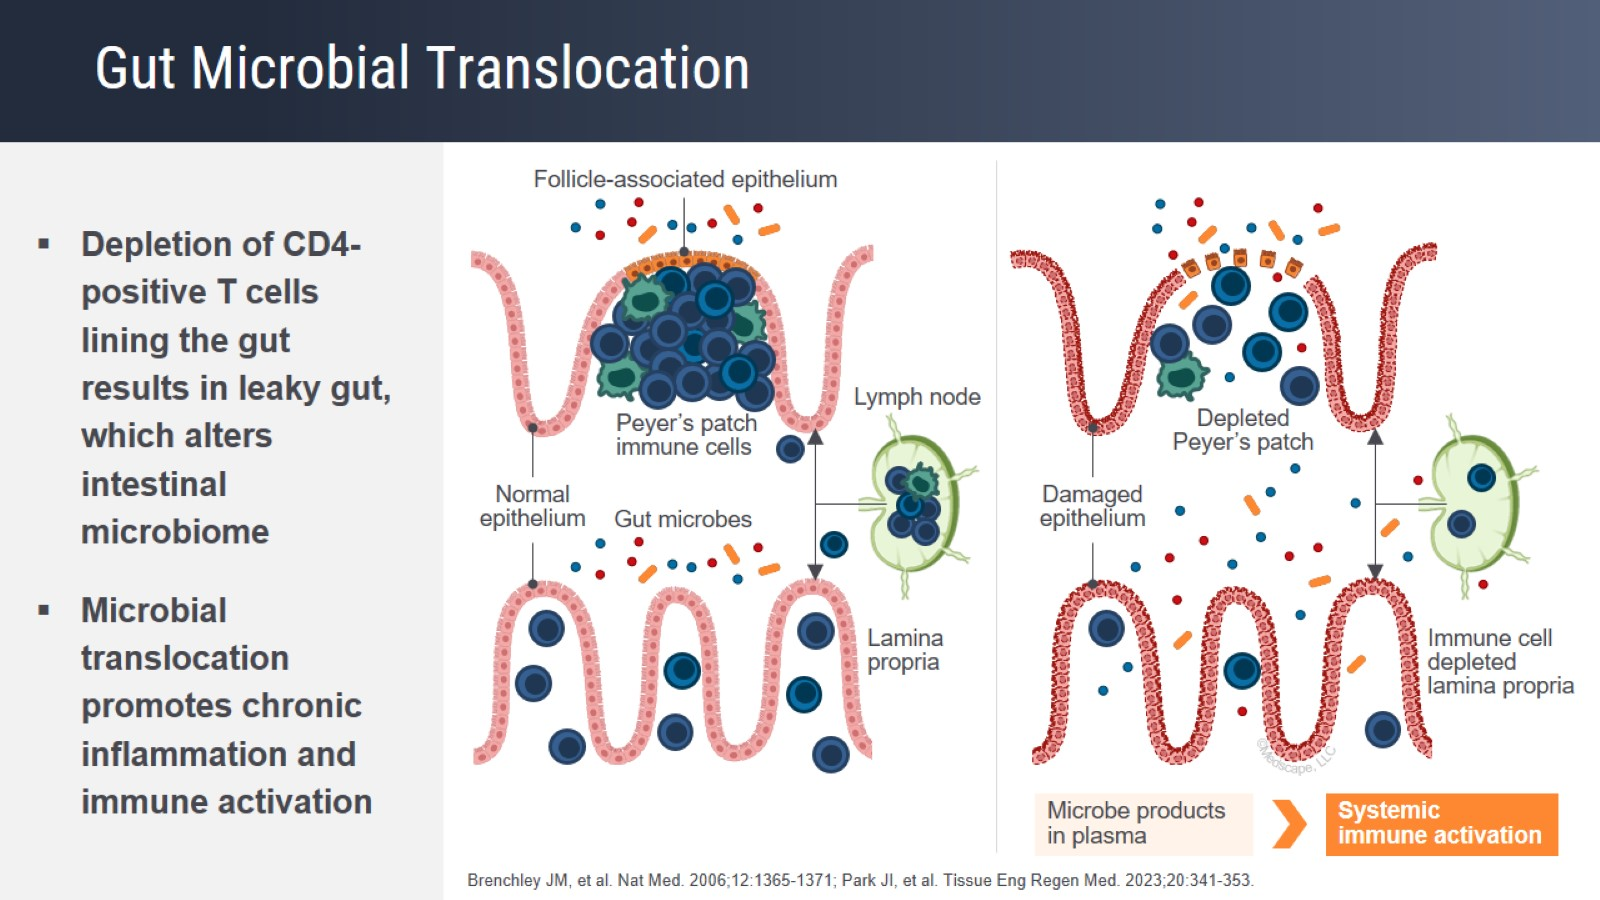 Gut Microbial Translocation
▪ Depletion of CD4-
positive T cells
lining the gut
results in leaky gut,
which alters
intestinal
microbiome
▪ Microbial
translocation
promotes chronic
inflammation and
immune activation
Follicle-associated epithelium
Peyer's patch
immune cells
Lymph node
Normal
epithelium
Gut microbes
Lamina
propria
Depleted
Peyer's patch
Damaged
epithelium
Immune cell
depleted
lamina propria
©Medscape, LLC
Microbe products
in plasma
Systemic
immune activation
Brenchley JM, et al. Nat Med. 2006;12:1365-1371; Park JI, et al. Tissue Eng Regen Med. 2023;20:341-353.